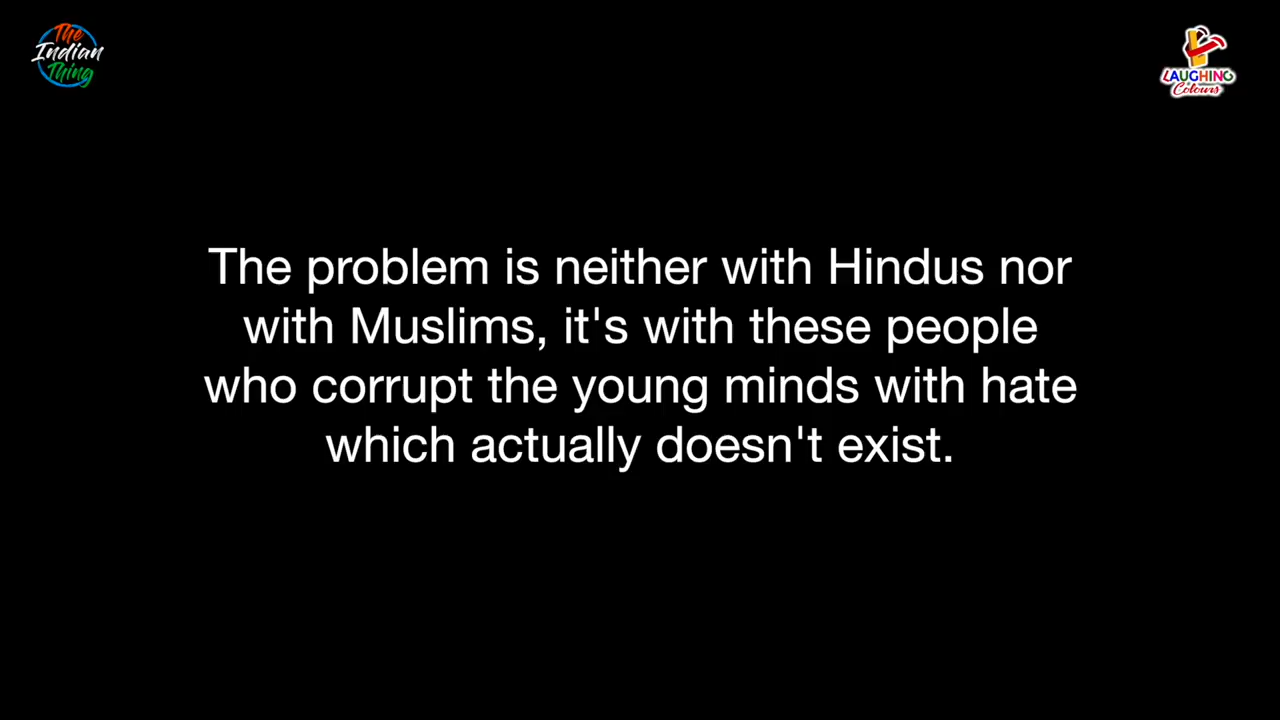 The
Indian
Thing
LAUGHING
Colours
The problem is neither with Hindus nor
with Muslims, it's with these people
who corrupt the young minds with hate
which actually doesn't exist.